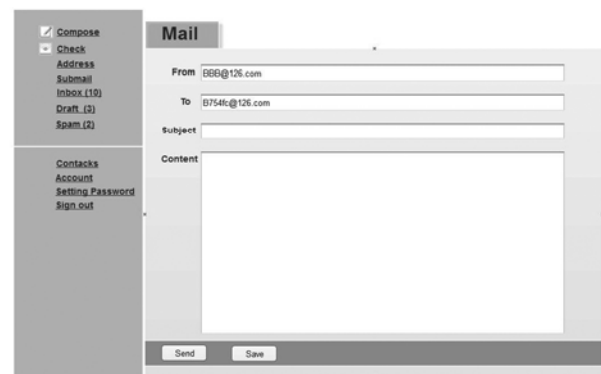 Compose
Check
Address
Submail
Inbox (10)
Draft (3)
Spam (2)
Contacks
Account
Setting Password
Sign out
Mail
From BBB@126.com
To B754fc@126.com
Subject
Content
Send Save